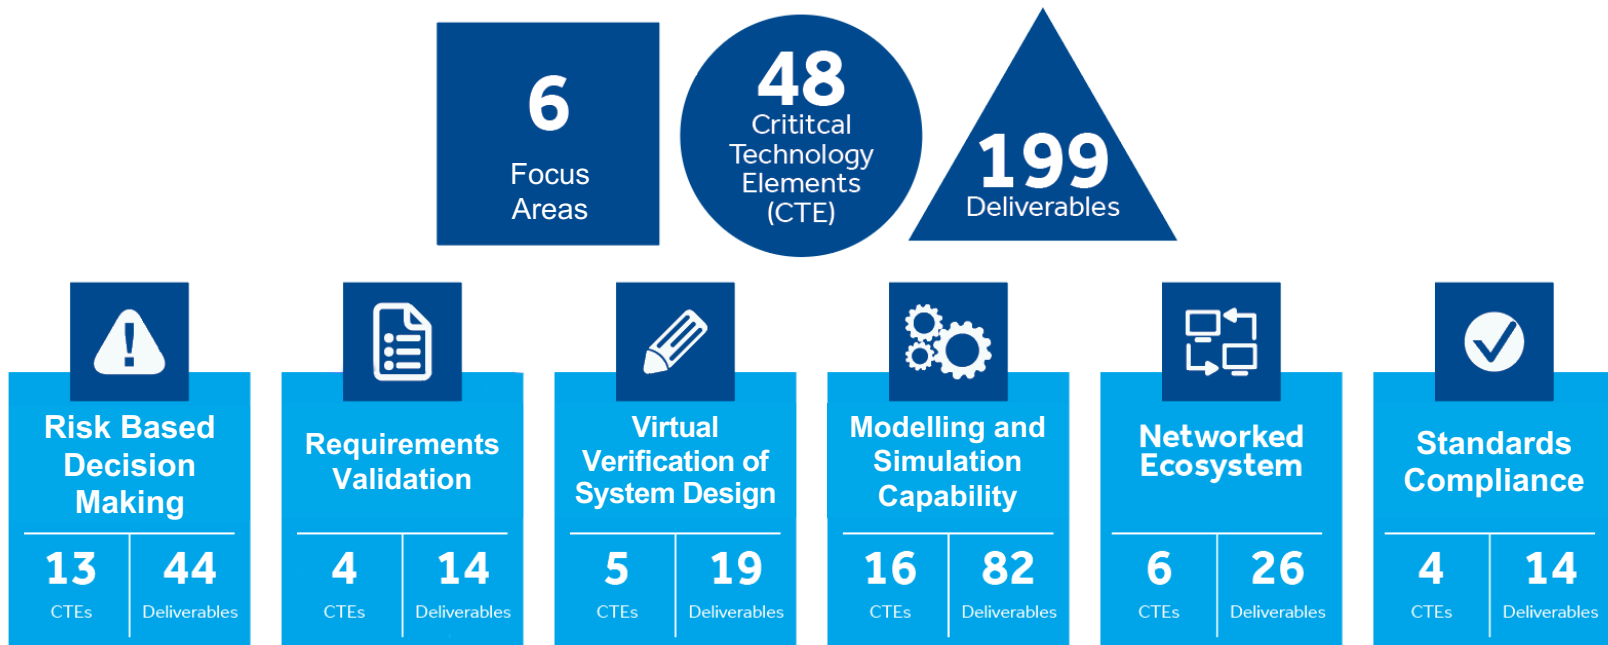 6
Focus
Areas
48
Crititcal
Technology
Elements
(CTE)
199
Deliverables
Risk Based
Decision
Making
13
CTEs
44
Deliverables
Requirements
Validation
4
CTEs
14
Deliverables
Virtual
Verification of
System Design
5
CTEs
19
Deliverables
Modelling and
Simulation
Capability
16
CTEs
82
Deliverables
Networked
Ecosystem
6
CTEs
26
Deliverables
Standards
Compliance
4
CTEs
14
Deliverables